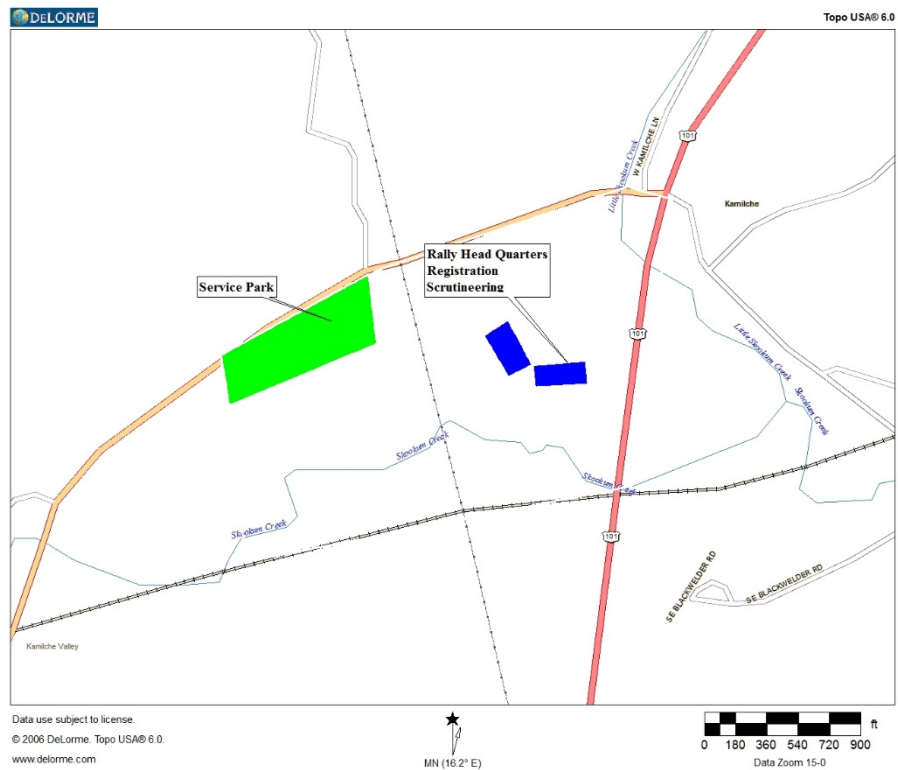 DELORME
Topo USA® 6.0
101
W KAMILCHE LN
Little Skookum Creek
Kamilche
Rally Head Quarters
Registration
Scrutineering
Service Park
101
Little Skookum Creek
Skookum Creek
Skookum Creek
Skookum Creek
Skookum Creek
101
SE BLACKWELDER RD
SE BLACKWELDER RD
Kamilche Valley
Data use subject to license.
© 2006 DeLorme. Topo USA® 6.0.
www.delorme.com
MN (16.2° E)
ft
0 180 360 540 720 900
Data Zoom 15-0